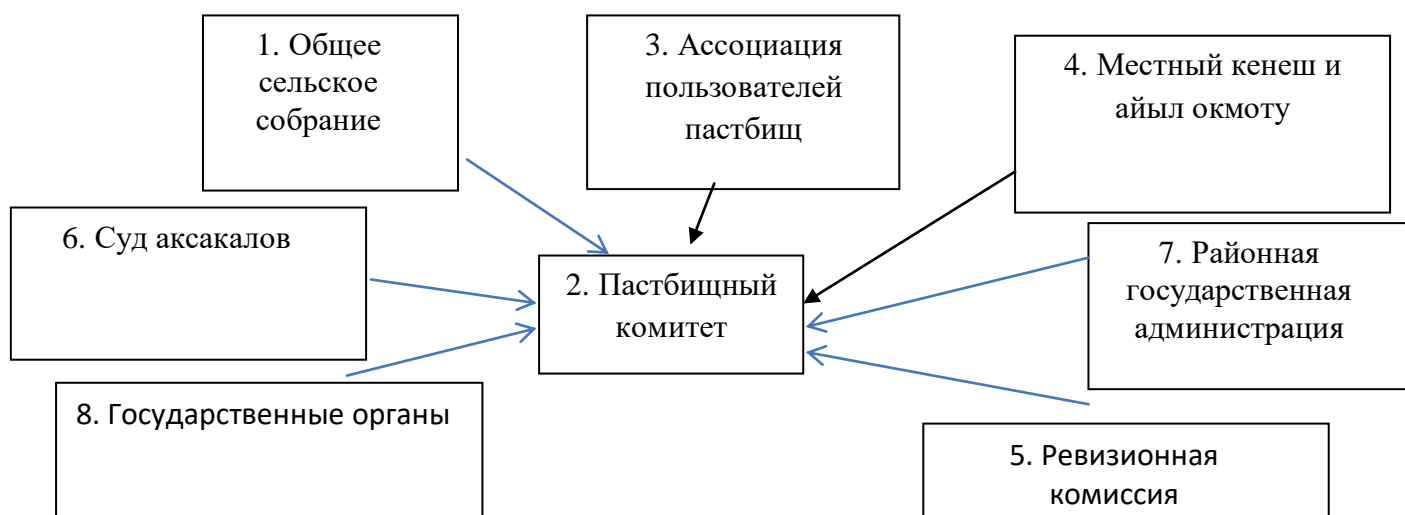 1. Общее
сельское
собрание
3. Ассоциация
пользователей
пастбищ
4. Местный кенеш и
айыл окмоту
6. Суд аксакалов
2. Пастбищный
комитет
7. Районная
государственная
администрация
8. Государственные органы
5. Ревизионная
комиссия